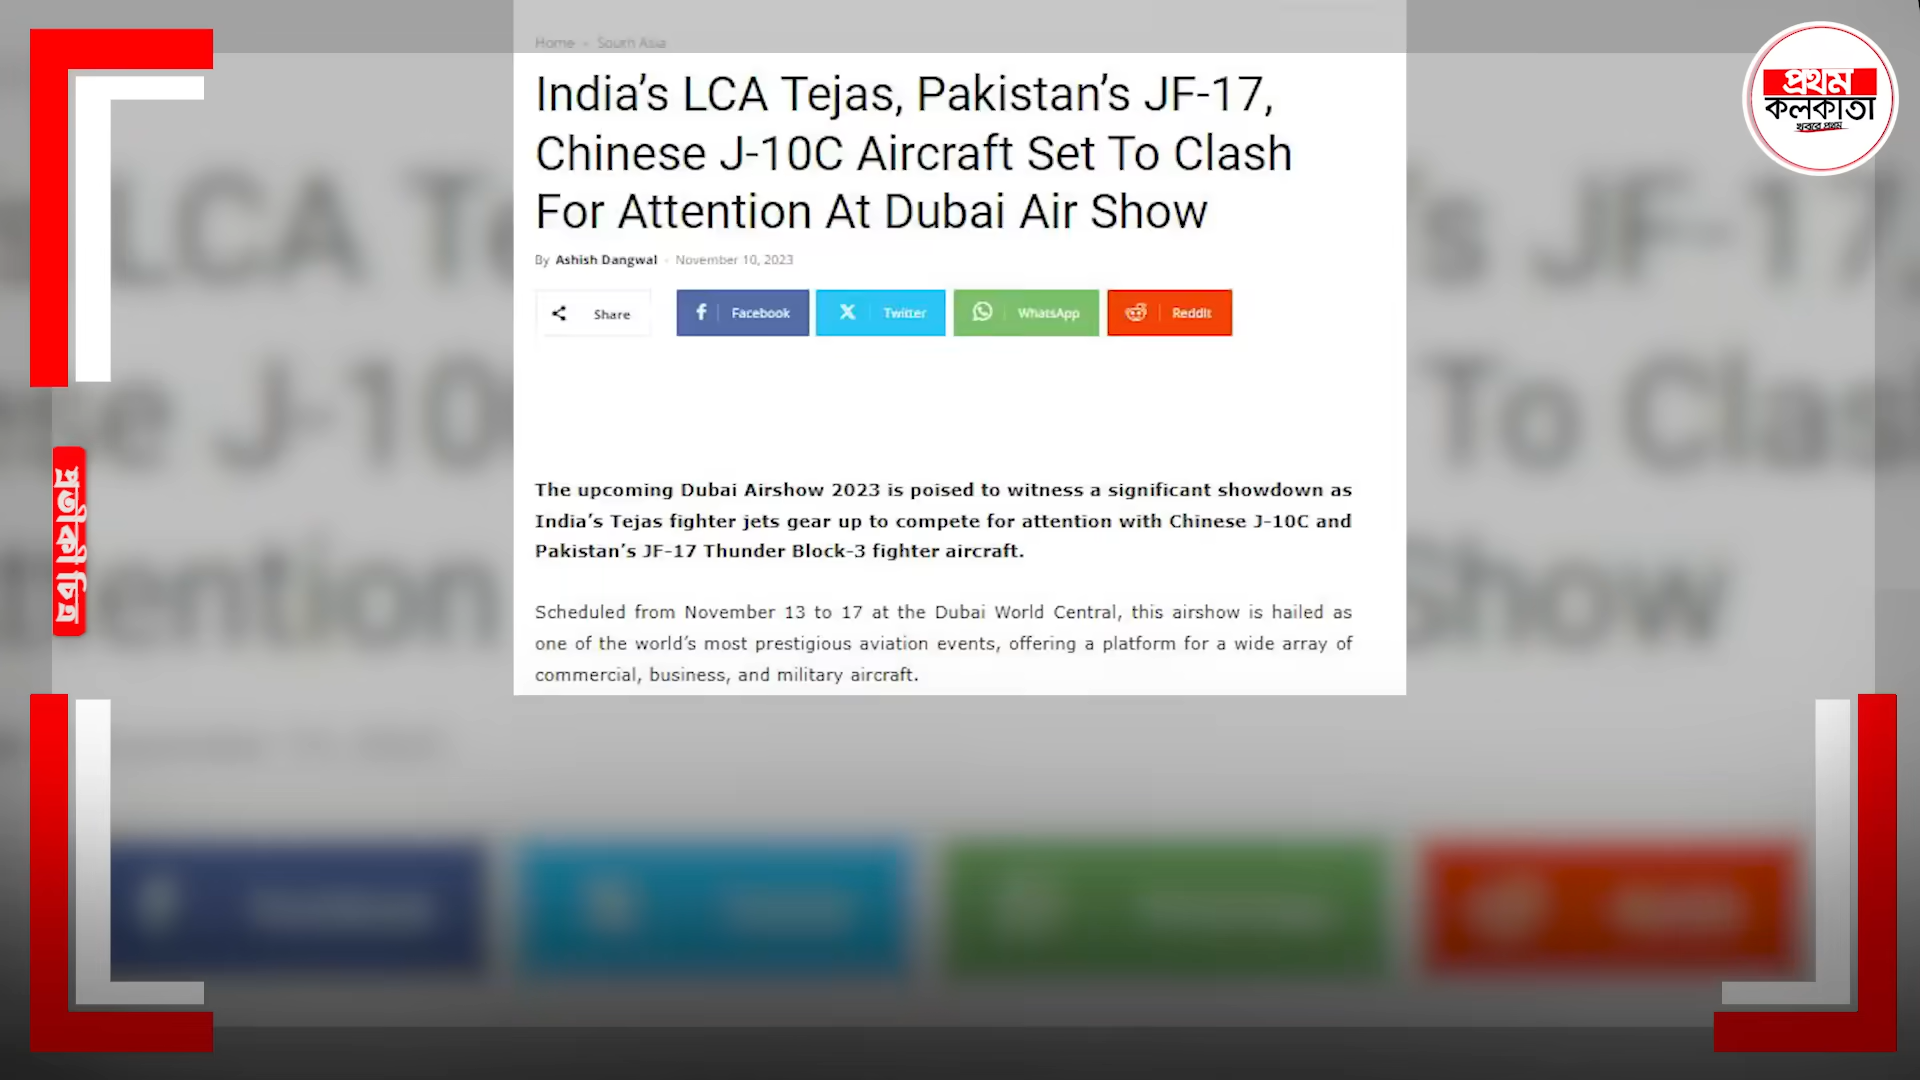 Home - South Asia
India’s LCA Tejas, Pakistan’s JF-17,
Chinese J-10C Aircraft Set To Clash
For Attention At Dubai Air Show
By Ashish Dangwal - November 10, 2023
Share
Facebook
Twitter
WhatsApp
ReddIt
The upcoming Dubai Airshow 2023 is poised to witness a significant showdown as
India’s Tejas fighter jets gear up to compete for attention with Chinese J-10C and
Pakistan’s JF-17 Thunder Block-3 fighter aircraft.
Scheduled from November 13 to 17 at the Dubai World Central, this airshow is hailed as
one of the world’s most prestigious aviation events, offering a platform for a wide array of
commercial, business, and military aircraft.
প্রথম
কলকাতা
খবরে প্রথম